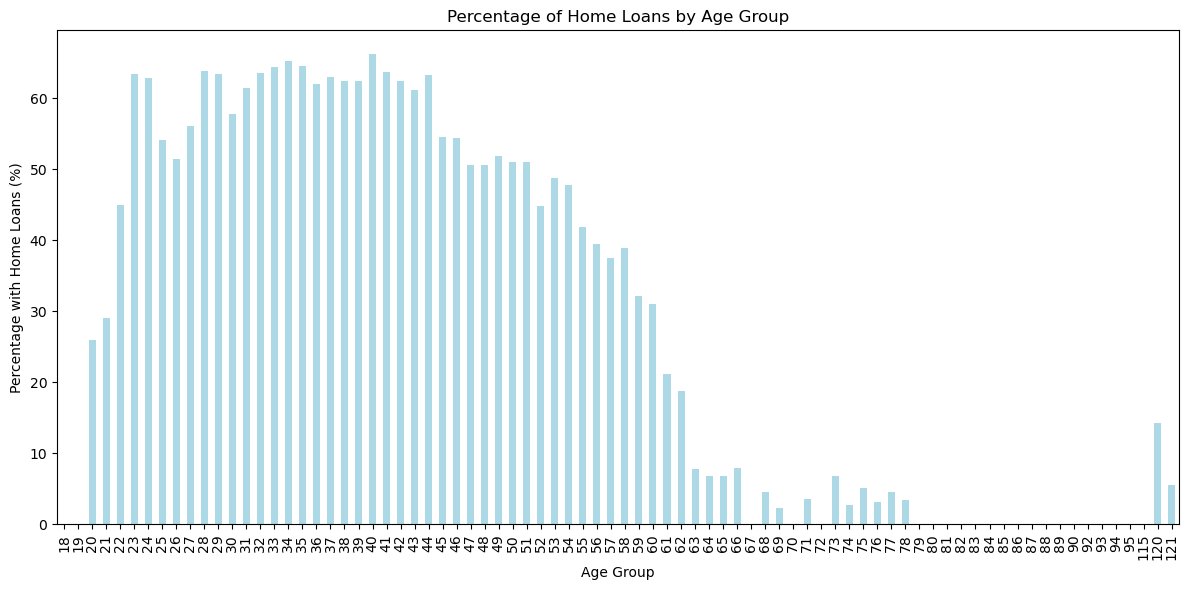 Percentage of Home Loans by Age Group
Percentage with Home Loans (%)
60
50
40
30
20
10
0
18 19 20 21 22 23 24 25 26 27 28 29 30 31 32 33 34 35 36 37 38 39 40 41 42 43 44 45 46 47 48 49 50 51 52 53 54 55 56 57 58 59 60 61 62 63 64 65 66 67 68 69 70 71 72 73 74 75 76 77 78 79 80 81 82 83 84 85 86 87 88 89 90 92 93 94 95 115 120 121
Age Group